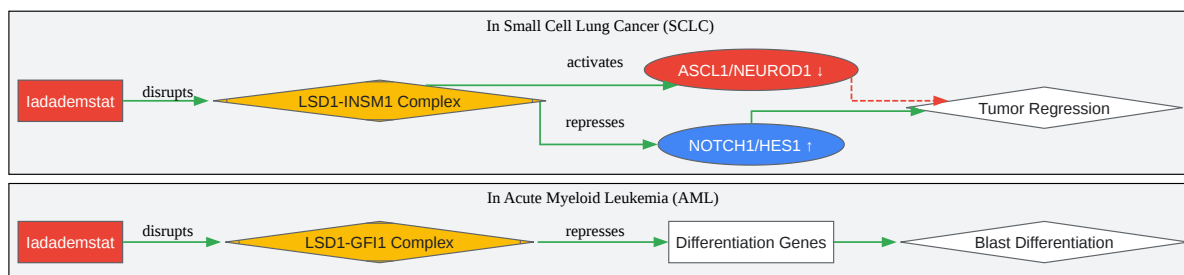 In Small Cell Lung Cancer (SCLC)
Iadademstat
disrupts
LSD1-INSM1 Complex
activates
ASCL1/NEUROD1 ↓
represses
NOTCH1/HES1 ↑
Tumor Regression
In Acute Myeloid Leukemia (AML)
Iadademstat
disrupts
LSD1-GFI1 Complex
represses
Differentiation Genes
Blast Differentiation